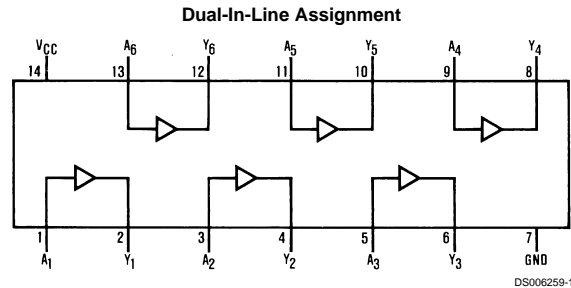 Dual-In-Line Assignment
VCC A6 Y6 A5 Y5 A4 Y4
14 13 12 11 10 9 8
1 2 3 4 5 6 7
A1 Y1 A2 Y2 A3 Y3 GND
DS006259-1